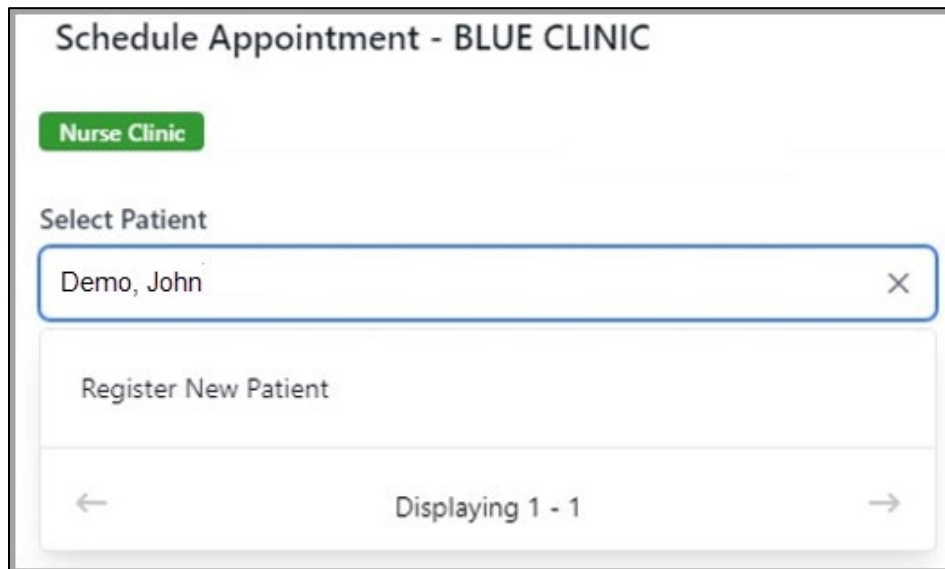 Schedule Appointment - BLUE CLINIC
Nurse Clinic
Select Patient
Demo, John
Register New Patient
Displaying 1 - 1